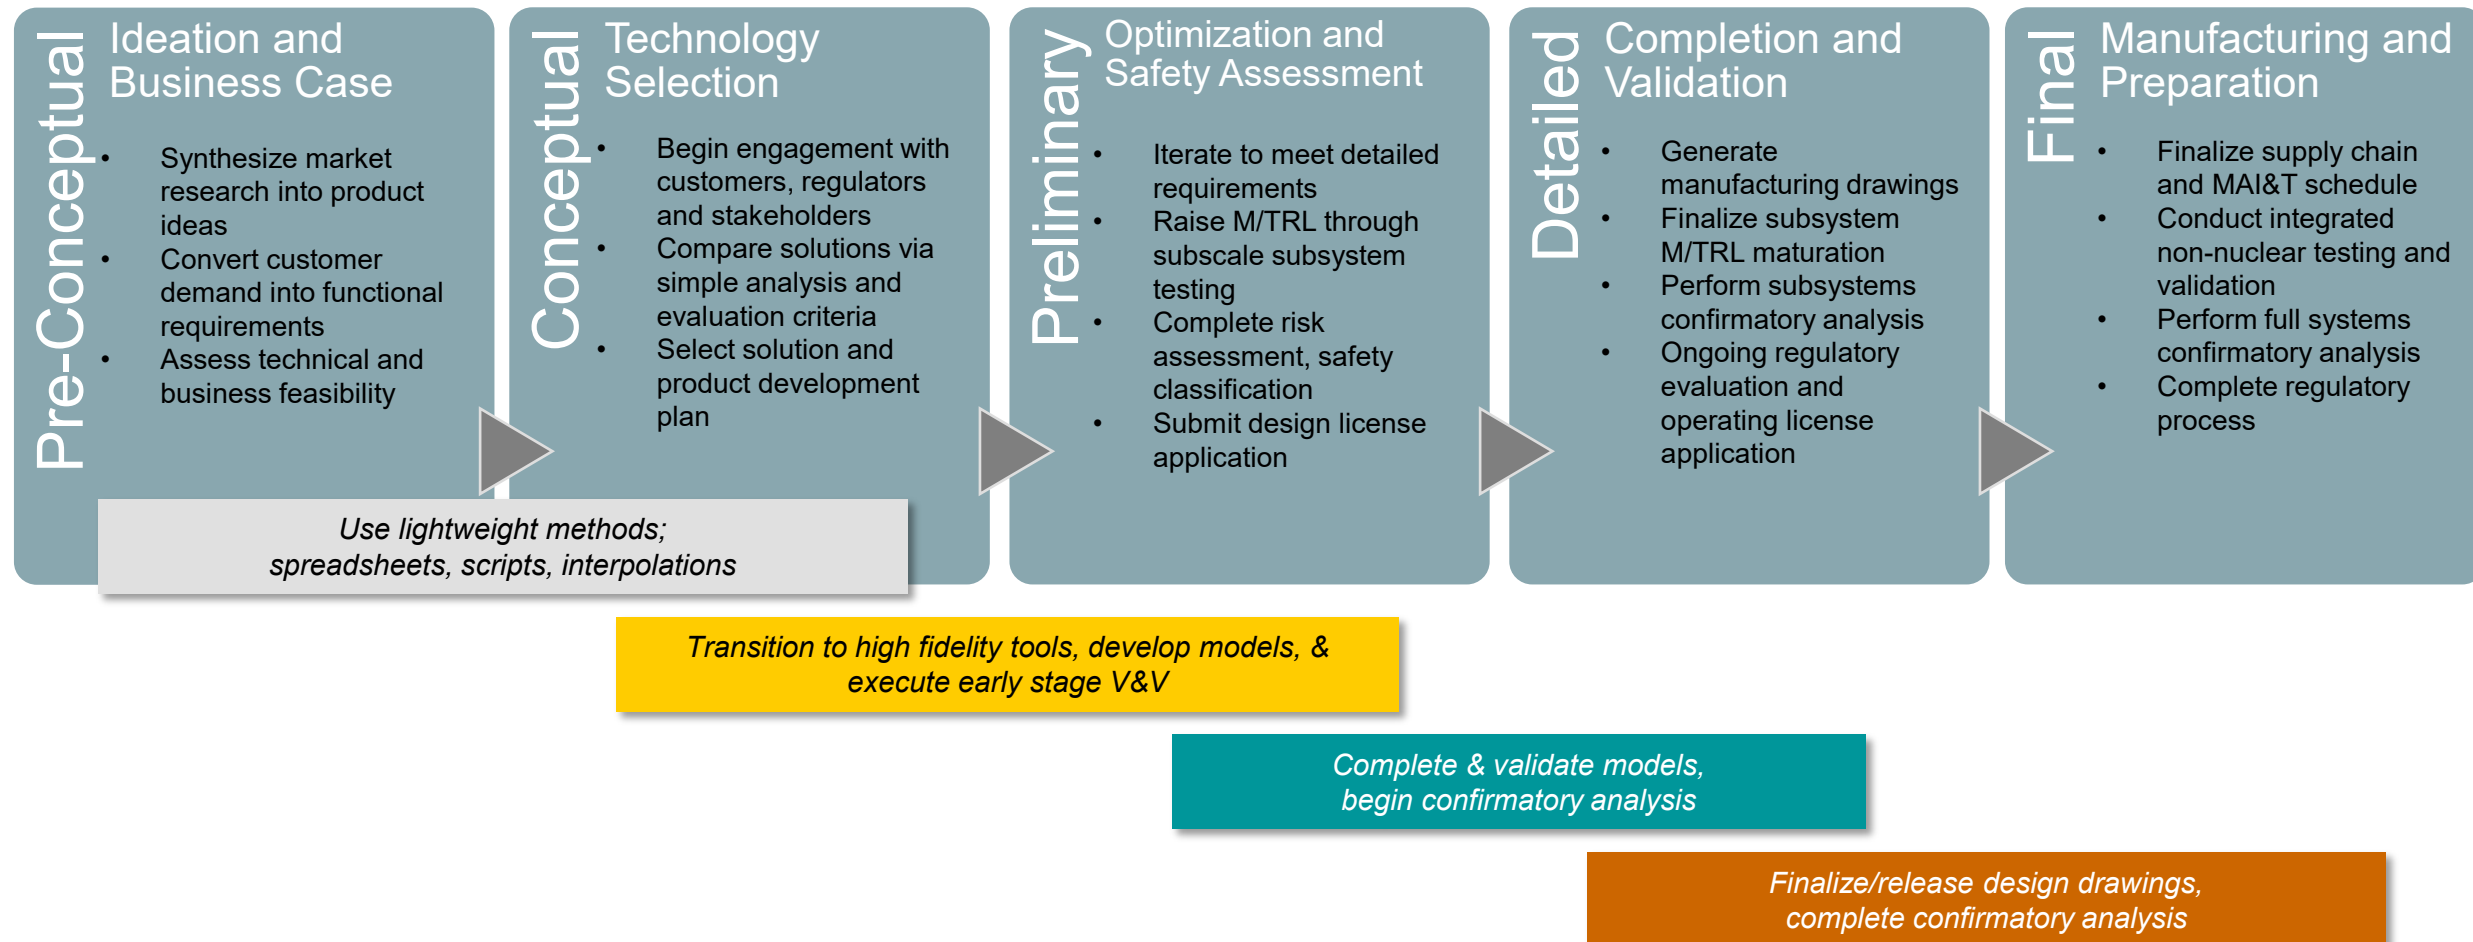 Pre-Conceptual
Ideation and
Business Case
• Synthesize market
research into product
ideas
• Convert customer
demand into functional
requirements
• Assess technical and
business feasibility
Conceptual
Technology
Selection
• Begin engagement with
customers, regulators
and stakeholders
• Compare solutions via
simple analysis and
evaluation criteria
• Select solution and
product development
plan
Preliminary
Optimization and
Safety Assessment
• Iterate to meet detailed
requirements
• Raise M/TRL through
subscale subsystem
testing
• Complete risk
assessment, safety
classification
• Submit design license
application
Detailed
Completion and
Validation
• Generate
manufacturing drawings
• Finalize subsystem
M/TRL maturation
• Perform subsystems
confirmatory analysis
• Ongoing regulatory
evaluation and
operating license
application
Final
Manufacturing and
Preparation
• Finalize supply chain
and MAI&T schedule
• Conduct integrated
non-nuclear testing and
validation
• Perform full systems
confirmatory analysis
• Complete regulatory
process
Use lightweight methods;
spreadsheets, scripts, interpolations
Transition to high fidelity tools, develop models, &
execute early stage V&V
Complete & validate models,
begin confirmatory analysis
Finalize/release design drawings,
complete confirmatory analysis